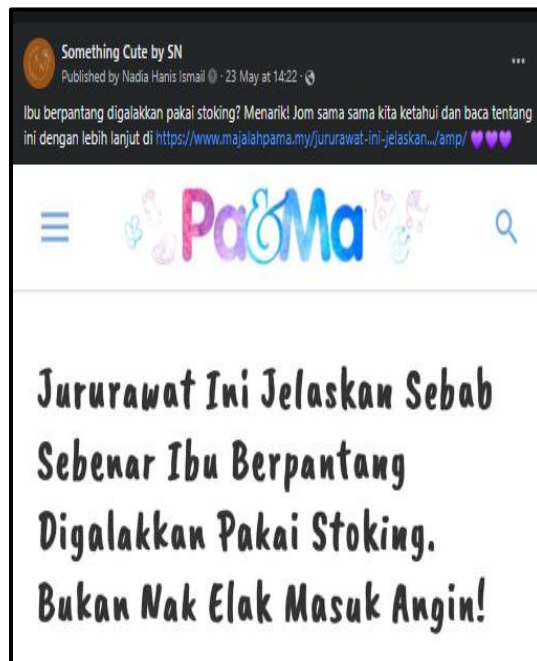 Something Cute by SN
Published by Nadia Hanis Ismail · 23 May at 14:22 ·
Ibu berpantang digalakkan pakai stoking? Menarik! Jom sama sama kita ketahui dan baca tentang
ini dengan lebih lanjut di https://www.majalahpama.my/jururawat-ini-jelaskan.../amp/ 💜💜💜
Pa&Ma
Jururawat Ini Jelaskan Sebab
Sebenar Ibu Berpantang
Digalakkan Pakai Stoking.
Bukan Nak Elak Masuk Angin!